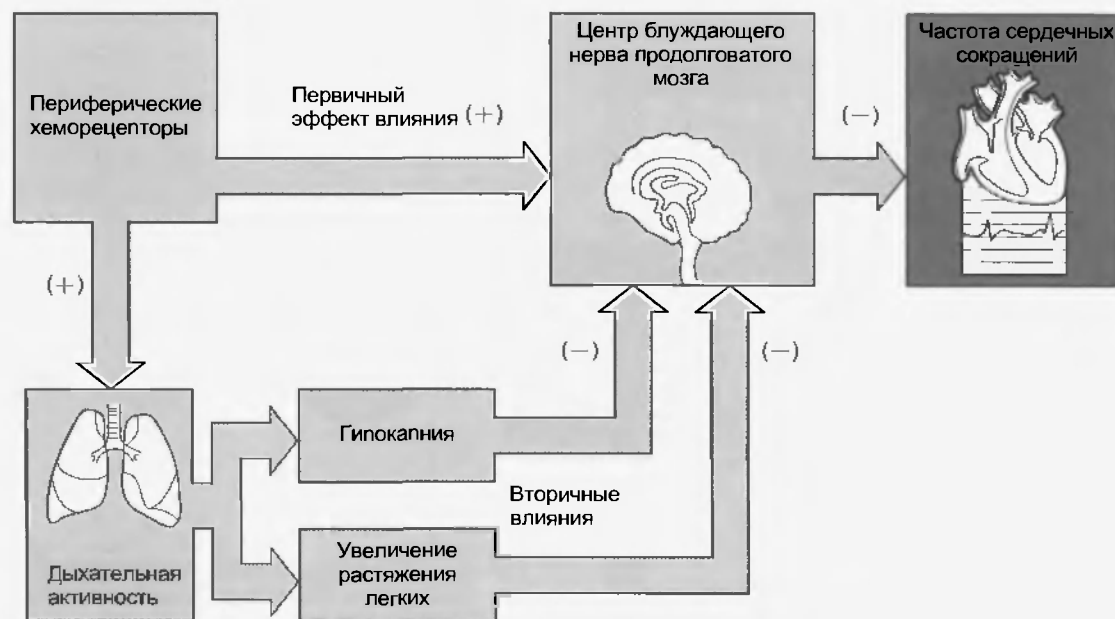 Периферические
хеморецепторы
Первичный
эффект влияния (+)
Центр блуждающего
нерва продолговатого
мозга
(−)
Частота сердечных
сокращений
(+)
(−)
(−)
Гипокапния
Вторичные
влияния
Дыхательная
активность
Увеличение
растяжения
легких